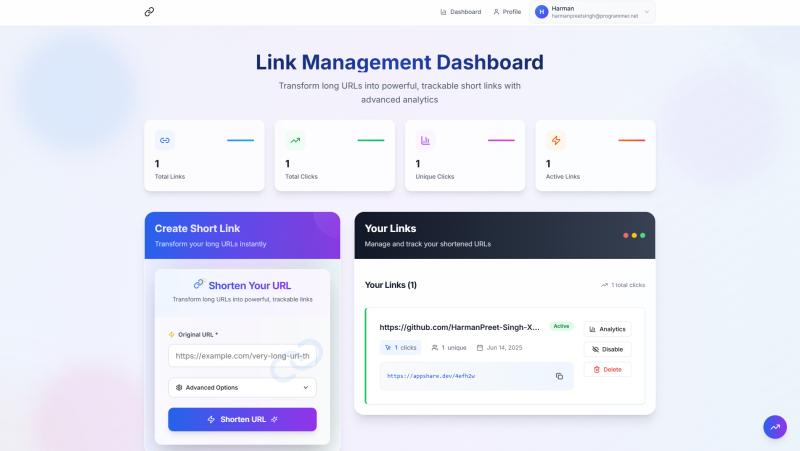 Dashboard
Profile
H
Harman
harmanpreetsingh@programmer.net
Link Management Dashboard
Transform long URLs into powerful, trackable short links with
advanced analytics
1
Total Links
1
Total Clicks
1
Unique Clicks
1
Active Links
Create Short Link
Transform your long URLs instantly
Shorten Your URL
Transform long URLs into powerful, trackable links
Original URL *
https://example.com/very-long-url-th
Advanced Options
Shorten URL
Your Links
Manage and track your shortened URLs
Your Links (1)
1 total clicks
https://github.com/HarmanPreet-Singh-X...
Active
1 clicks
1 unique
Jun 14, 2025
https://appshare.dev/4efh2w
Analytics
Disable
Delete